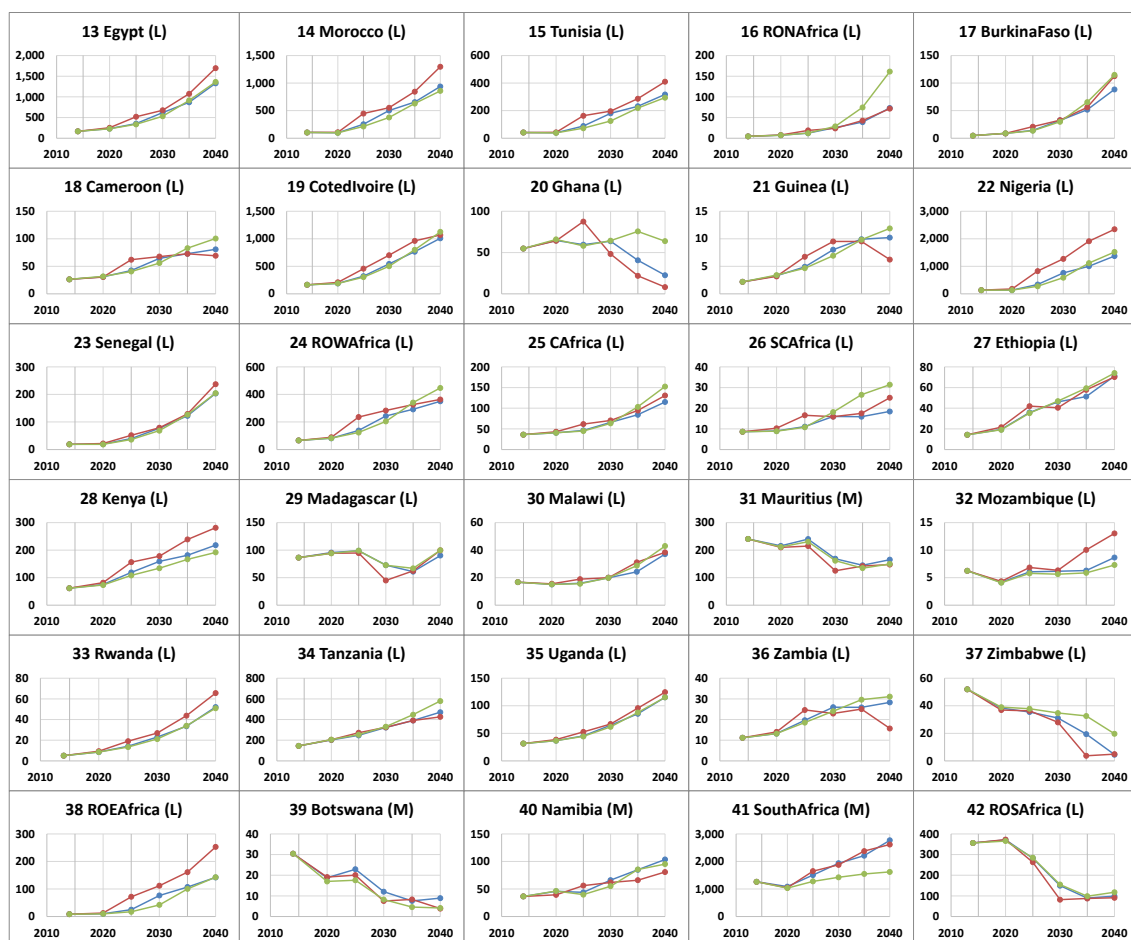 13 Egypt (L)
2,000
1,500
1,000
500
0
2010 2020 2030 2040
14 Morocco (L)
1,500
1,000
500
0
2010 2020 2030 2040
15 Tunisia (L)
600
400
200
0
2010 2020 2030 2040
16 RONAfrica (L)
200
150
100
50
0
2010 2020 2030 2040
17 BurkinaFaso (L)
150
100
50
0
2010 2020 2030 2040
18 Cameroon (L)
150
100
50
0
2010 2020 2030 2040
19 CotedIvoire (L)
1,500
1,000
500
0
2010 2020 2030 2040
20 Ghana (L)
100
50
0
2010 2020 2030 2040
21 Guinea (L)
15
10
5
0
2010 2020 2030 2040
22 Nigeria (L)
3,000
2,000
1,000
0
2010 2020 2030 2040
23 Senegal (L)
300
200
100
0
2010 2020 2030 2040
24 ROWAfrica (L)
600
400
200
0
2010 2020 2030 2040
25 CAfrica (L)
200
150
100
50
0
2010 2020 2030 2040
26 SCAfrica (L)
40
30
20
10
0
2010 2020 2030 2040
27 Ethiopia (L)
80
60
40
20
0
2010 2020 2030 2040
28 Kenya (L)
300
200
100
0
2010 2020 2030 2040
29 Madagascar (L)
150
100
50
0
2010 2020 2030 2040
30 Malawi (L)
60
40
20
0
2010 2020 2030 2040
31 Mauritius (M)
300
200
100
0
2010 2020 2030 2040
32 Mozambique (L)
15
10
5
0
2010 2020 2030 2040
33 Rwanda (L)
80
60
40
20
0
2010 2020 2030 2040
34 Tanzania (L)
800
600
400
200
0
2010 2020 2030 2040
35 Uganda (L)
150
100
50
0
2010 2020 2030 2040
36 Zambia (L)
40
30
20
10
0
2010 2020 2030 2040
37 Zimbabwe (L)
60
40
20
0
2010 2020 2030 2040
38 ROEAfrica (L)
300
200
100
0
2010 2020 2030 2040
39 Botswana (M)
40
30
20
10
0
2010 2020 2030 2040
40 Namibia (M)
150
100
50
0
2010 2020 2030 2040
41 SouthAfrica (M)
3,000
2,000
1,000
0
2010 2020 2030 2040
42 ROSAfrica (L)
400
300
200
100
0
2010 2020 2030 2040